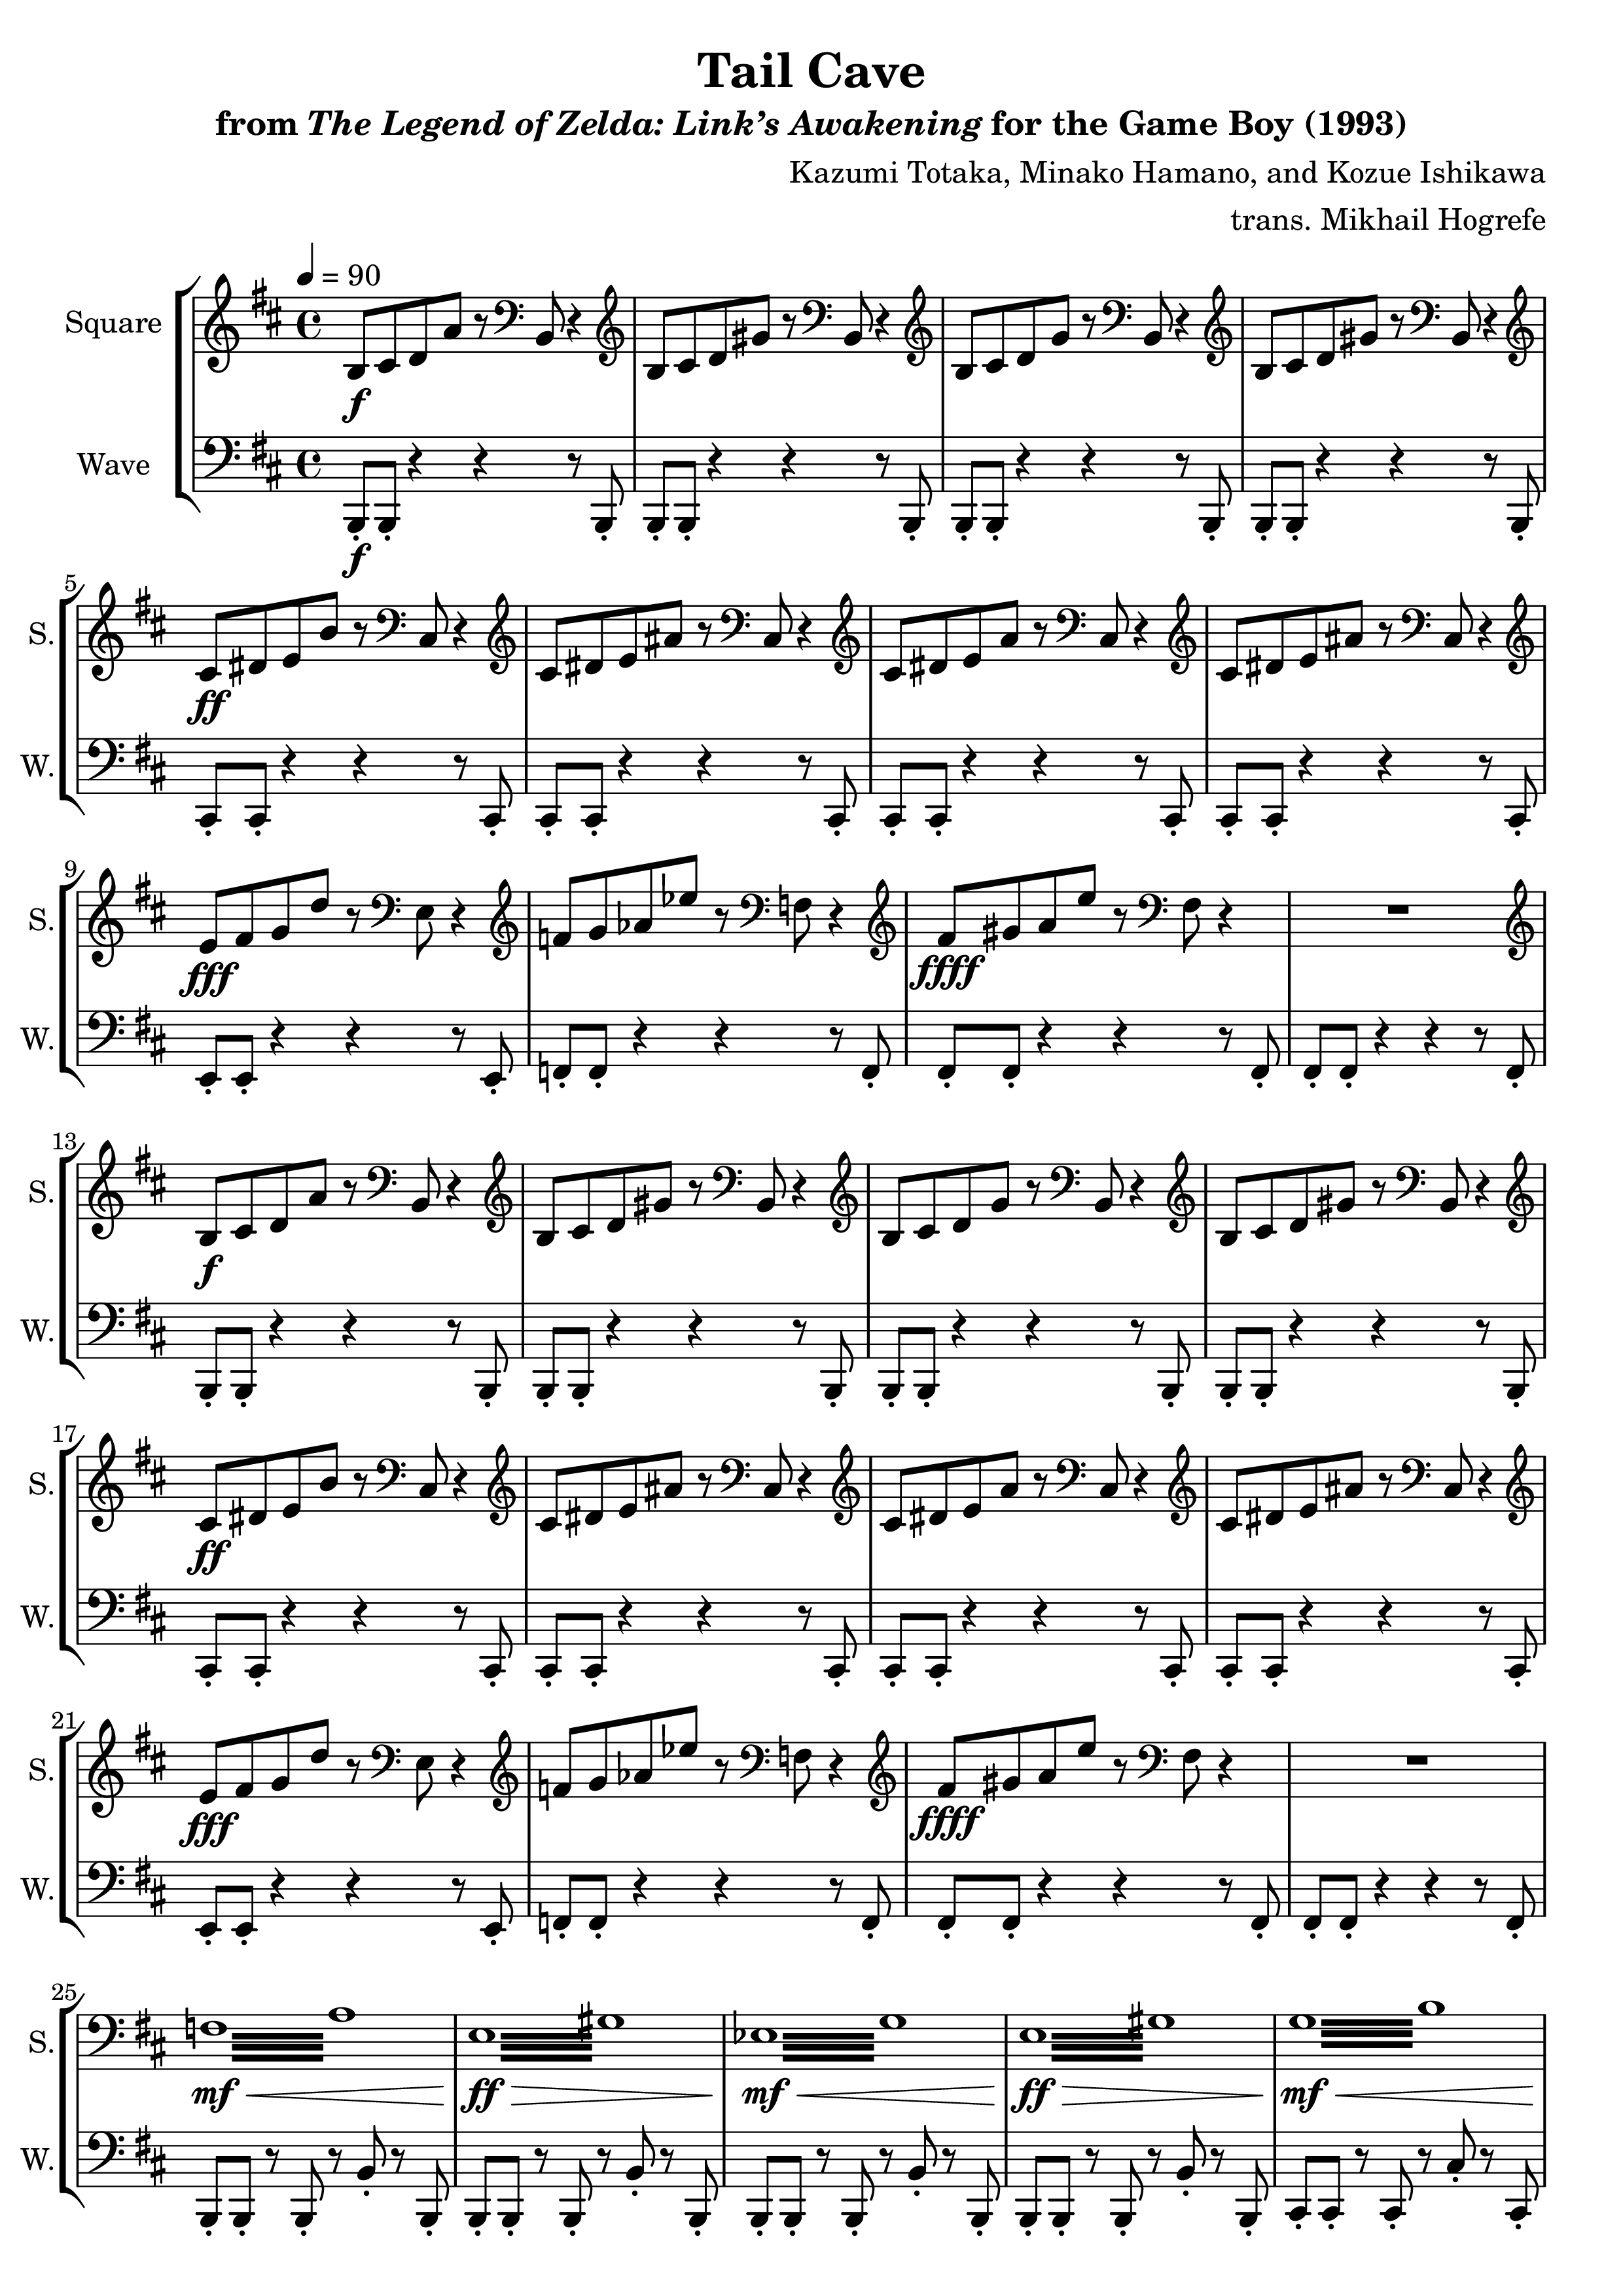 Tail Cave
from The Legend of Zelda: Link’s Awakening for the Game Boy (1993)
Kazumi Totaka, Minako Hamano, and Kozue Ishikawa
trans. Mikhail Hogrefe
= 90
Square
f
Wave
f
5
S.
ff
W.
9
S.
fff ffff
W.
13
S.
f
W.
17
S.
ff
W.
21
S.
fff ffff
W.
25
S.
mf ff mf ff mf
W.